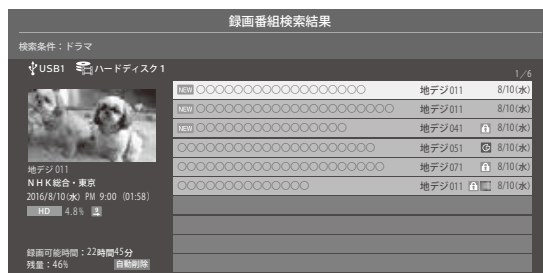 録画番組検索結果
検索条件：ドラマ
USB1 ハードディスク1
1/6
NEW ○○○○○○○○○○○○○○○○○○ 地デジ011 8/10(水)
NEW ○○○○○○○○○○○○○○○○○○○○○ 地デジ011 8/10(水)
NEW ○○○○○○○○○○○○○○○○ 地デジ041 8/10(水)
○○○○○○○○○○○○○○○○○○○○○ 地デジ051 8/10(水)
○○○○○○○○○○○○○○○○○○○○○○ 地デジ071 8/10(水)
○○○○○○○○○○○○○○ 地デジ011 8/10(水)
地デジ011
NHK総合・東京
2016/8/10(水) PM 9:00 (01:58)
HD 4.8%
録画可能時間：22時間45分
残量：46% 自動削除